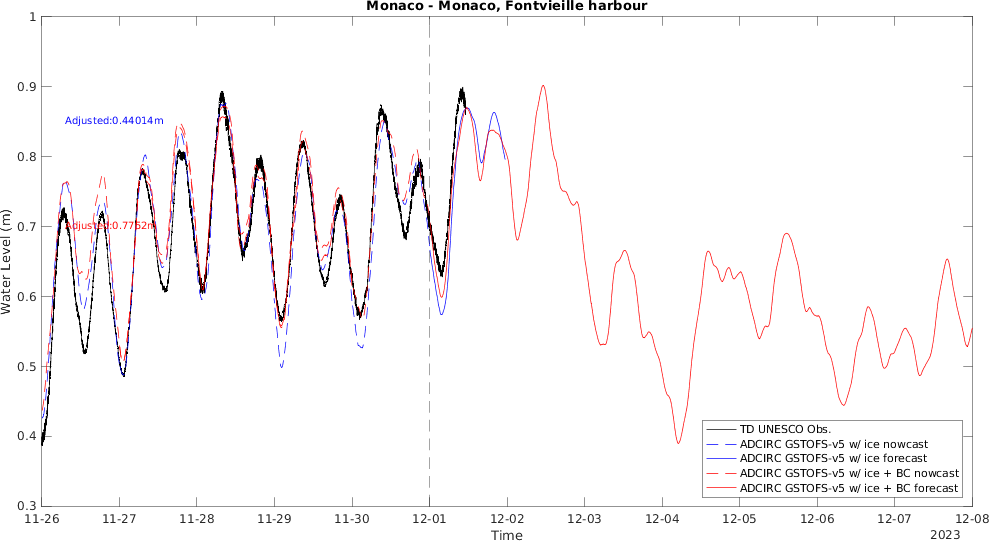 Monaco - Monaco, Fontvieille harbour
Water Level (m)
1
0.9
0.8
0.7
0.6
0.5
0.4
0.3
Adjusted:0.44014m
Adjusted:0.7762m
TD UNESCO Obs.
ADCIRC GSTOFS-v5 w/ ice nowcast
ADCIRC GSTOFS-v5 w/ ice forecast
ADCIRC GSTOFS-v5 w/ ice + BC nowcast
ADCIRC GSTOFS-v5 w/ ice + BC forecast
11-26 11-27 11-28 11-29 11-30 12-01 12-02 12-03 12-04 12-05 12-06 12-07 12-08
Time
2023